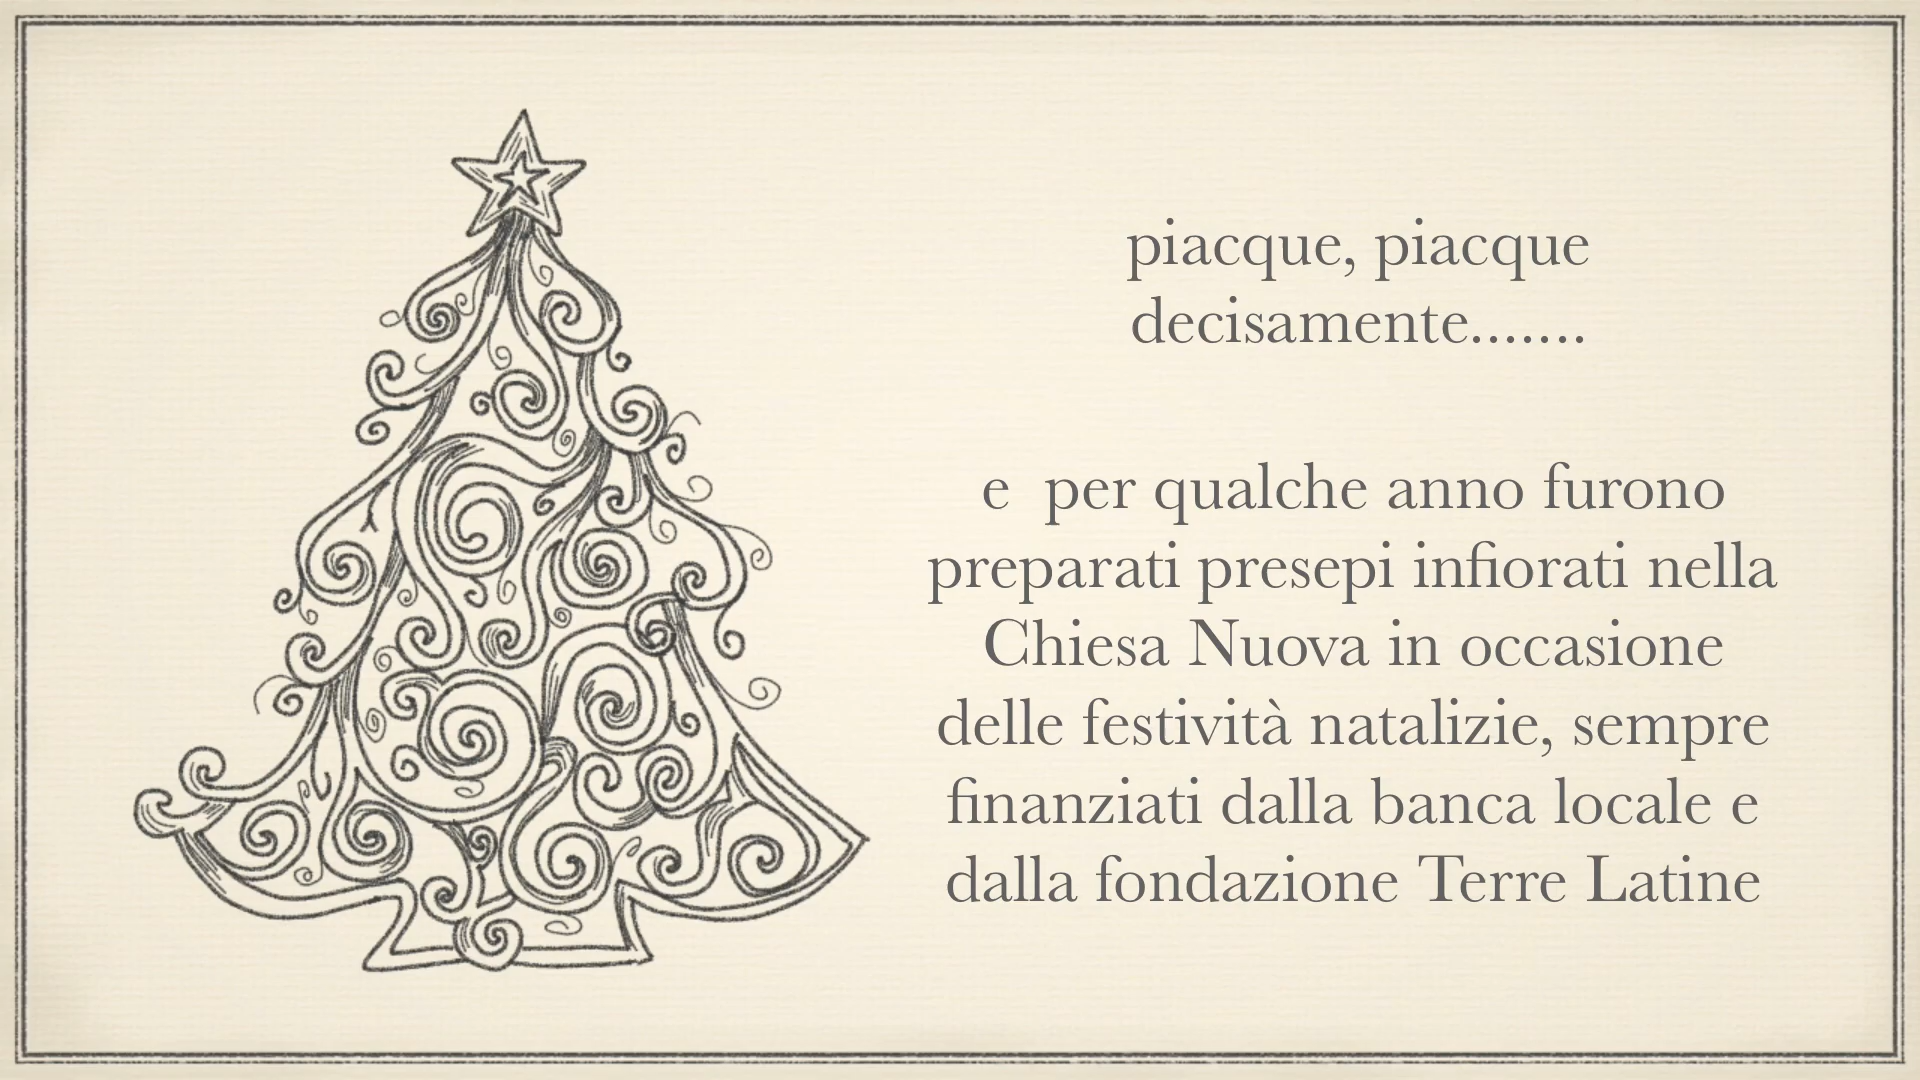 piacque, piacque
decisamente.......
e  per qualche anno furono
preparati presepi infiorati nella
Chiesa Nuova in occasione
delle festività natalizie, sempre
finanziati dalla banca locale e
dalla fondazione Terre Latine